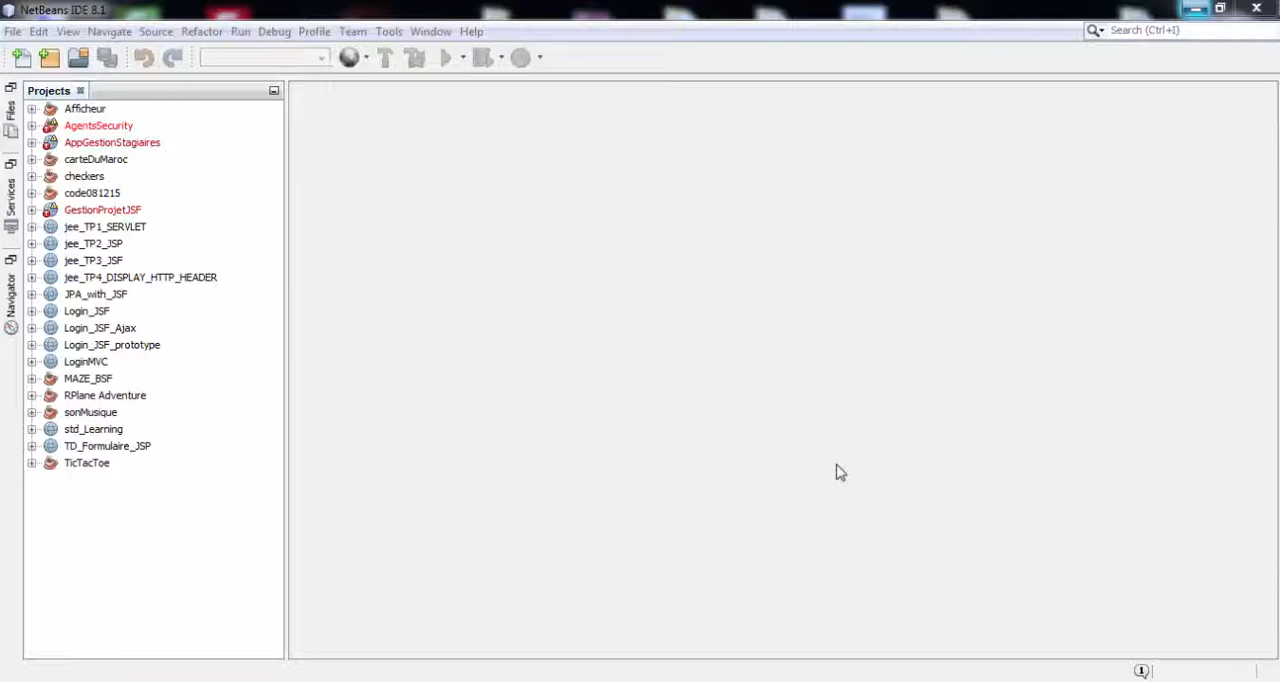 NetBeans IDE 8.1
File Edit View Navigate Source Refactor Run Debug Profile Team Tools Window Help
Search (Ctrl+I)
Files
Services
Navigator
Projects
Afficheur
AgentsSecurity
AppGestionStagiaires
carteDuMaroc
checkers
code081215
GestionProjetJSF
jee_TP1_SERVLET
jee_TP2_JSP
jee_TP3_JSF
jee_TP4_DISPLAY_HTTP_HEADER
JPA_with_JSF
Login_JSF
Login_JSF_Ajax
Login_JSF_prototype
LoginMVC
MAZE_BSF
RPlane Adventure
sonMusique
std_Learning
TD_Formulaire_JSP
TicTacToe
1